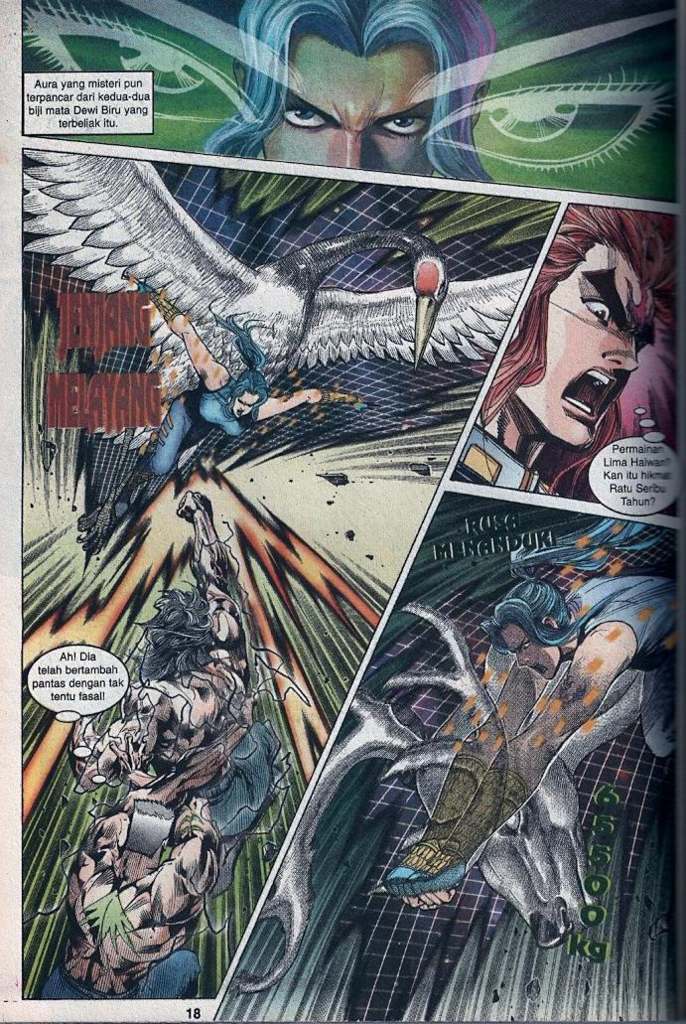 Aura yang misteri pun
terpancar dari kedua-dua
biji mata Dewi Biru yang
terbeliak itu.
JENJANG
MELAYANG
Permainan
Lima Haiwan?
Kan itu hikmat
Ratu Seribu
Tahun?
RUSA
MENANDUK
Ah! Dia
telah bertambah
pantas dengan tak
tentu fasal!
65500
kg
18